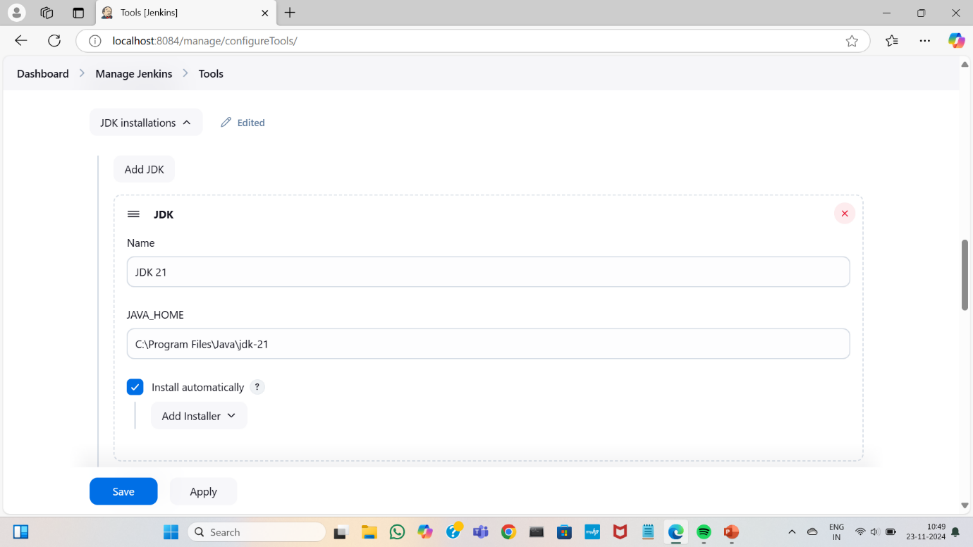 Tools [Jenkins]
localhost:8084/manage/configureTools/
Dashboard > Manage Jenkins > Tools
JDK installations
Edited
Add JDK
JDK
Name
JDK 21
JAVA_HOME
C:\Program Files\Java\jdk-21
Install automatically ?
Add Installer
Save
Apply
Search
ENG
IN
10:49
23-11-2024